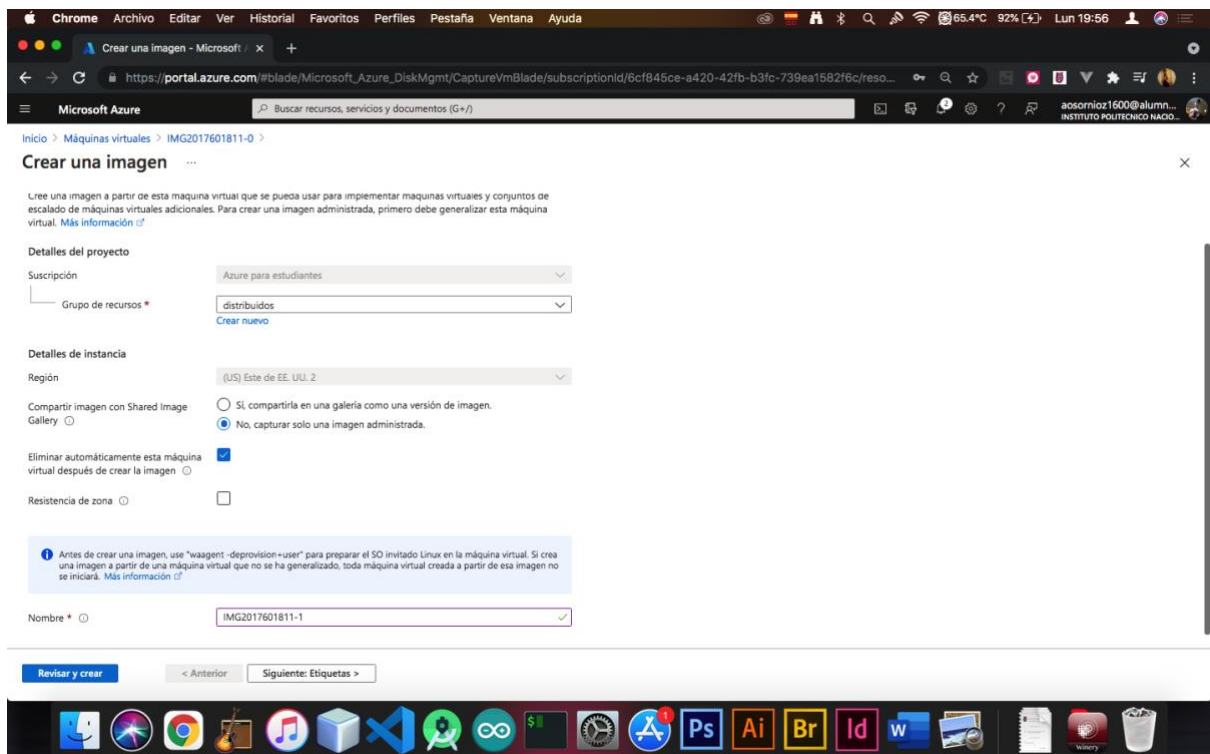 Chrome Archivo Editar Ver Historial Favoritos Perfiles Pestaña Ventana Ayuda
65.4°C 92% Lun 19:56
Crear una imagen - Microsoft
https://portal.azure.com/#blade/Microsoft_Azure_DiskMgmt/CaptureVmBlade/subscriptionId/6cf845ce-a420-42fb-b3fc-739ea1582f6c/reso...
Microsoft Azure
Buscar recursos, servicios y documentos (G+/)
aosornioz1600@alumn...
INSTITUTO POLITECNICO NACIO...
Inicio > Máquinas virtuales > IMG2017601811-0 >
Crear una imagen ...
Cree una imagen a partir de esta máquina virtual que se pueda usar para implementar máquinas virtuales y conjuntos de
escalado de máquinas virtuales adicionales. Para crear una imagen administrada, primero debe generalizar esta máquina
virtual. Más información
Detalles del proyecto
Suscripción
Azure para estudiantes
Grupo de recursos *
distribuidos
Crear nuevo
Detalles de instancia
Región
(US) Este de EE. UU. 2
Compartir imagen con Shared Image
Gallery
Sí, compartirla en una galería como una versión de imagen.
No, capturar solo una imagen administrada.
Eliminar automáticamente esta máquina
virtual después de crear la imagen
Resistencia de zona
Antes de crear una imagen, use "waagent -deprovision+user" para preparar el SO invitado Linux en la máquina virtual. Si crea
una imagen a partir de una máquina virtual que no se ha generalizado, toda máquina virtual creada a partir de esa imagen no
se iniciará. Más información
Nombre *
IMG2017601811-1
Revisar y crear
< Anterior
Siguiente: Etiquetas >
1
Ps
Ai
Br
Id
W
Winery